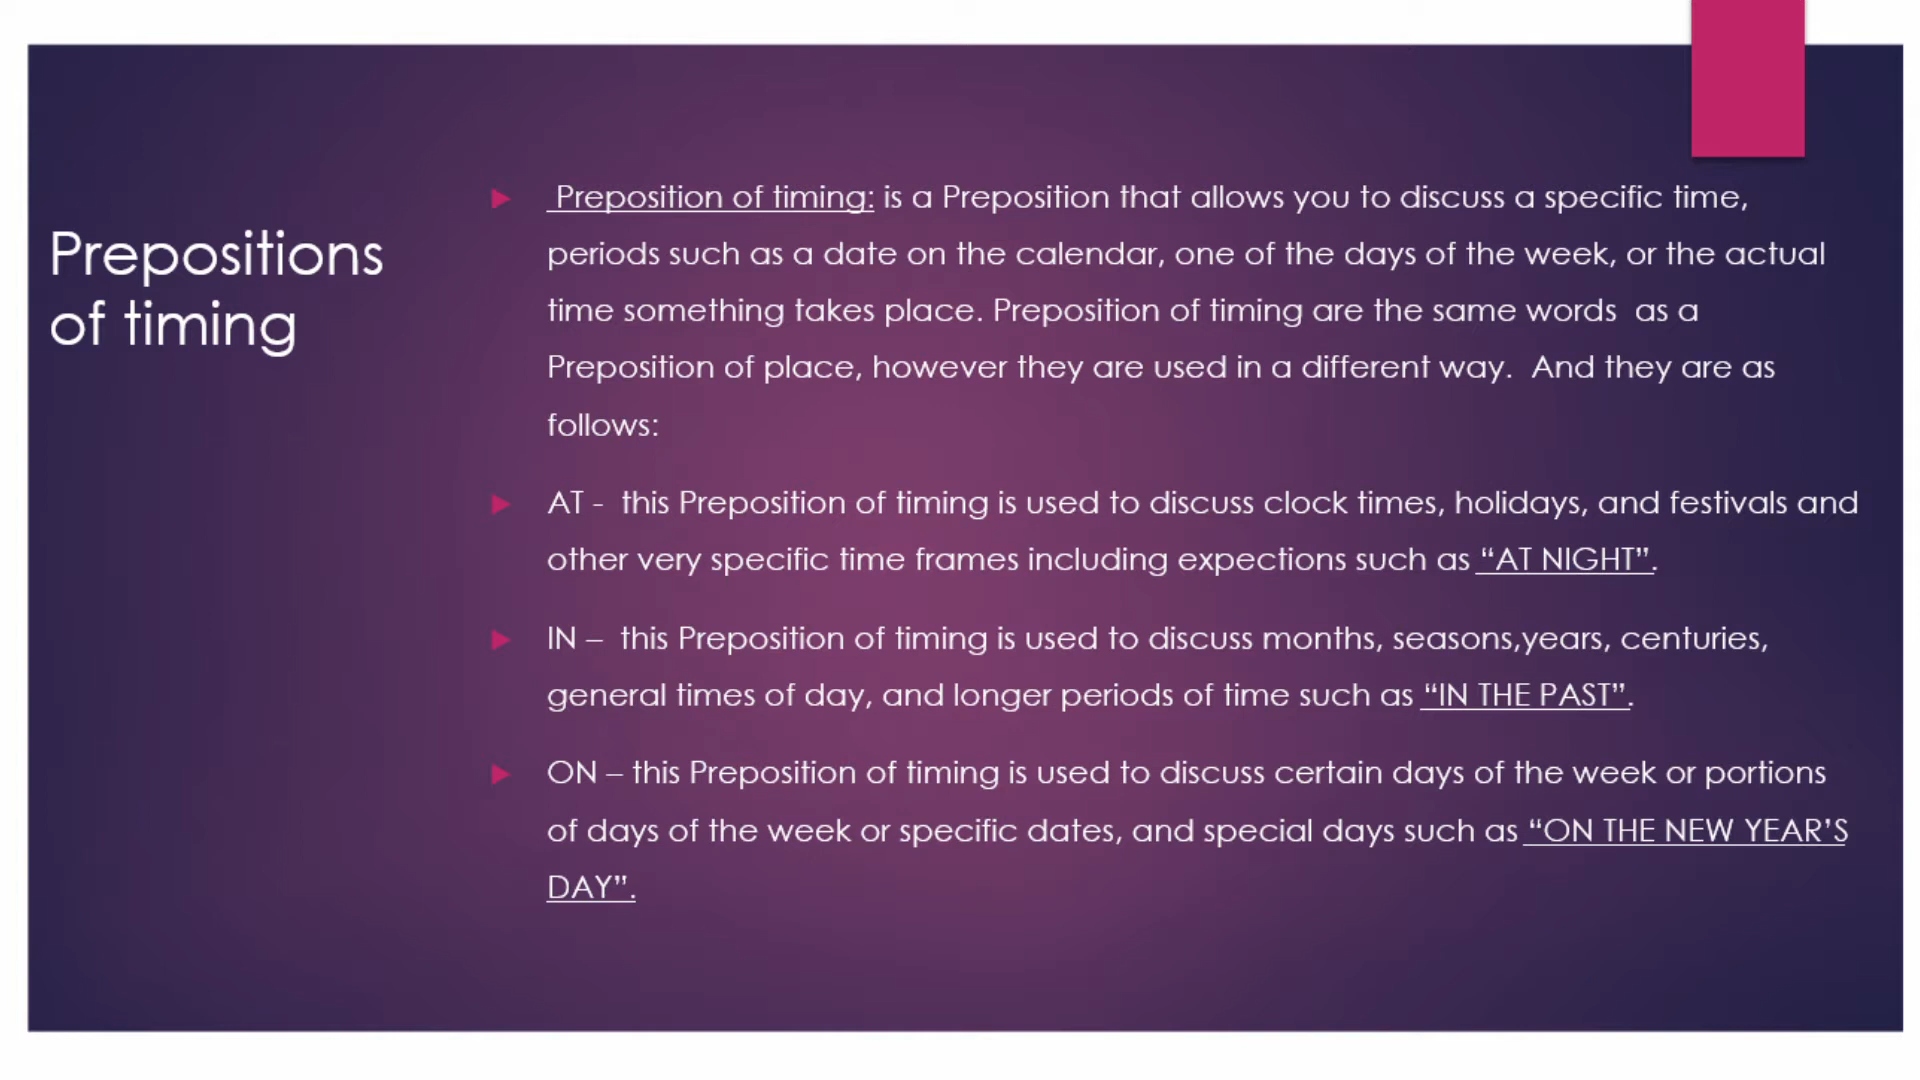 Prepositions
of timing
Preposition of timing: is a Preposition that allows you to discuss a specific time,
periods such as a date on the calendar, one of the days of the week, or the actual
time something takes place. Preposition of timing are the same words  as a
Preposition of place, however they are used in a different way.  And they are as
follows:
AT -  this Preposition of timing is used to discuss clock times, holidays, and festivals and
other very specific time frames including expections such as “AT NIGHT”.
IN –  this Preposition of timing is used to discuss months, seasons,years, centuries,
general times of day, and longer periods of time such as “IN THE PAST”.
ON – this Preposition of timing is used to discuss certain days of the week or portions
of days of the week or specific dates, and special days such as “ON THE NEW YEAR’S
DAY”.